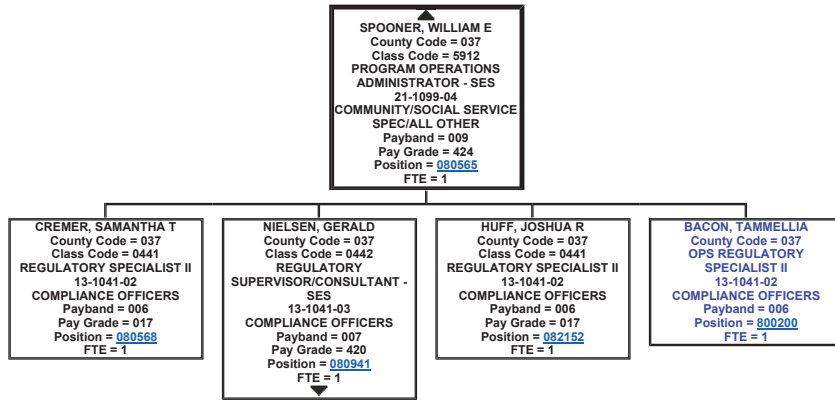 SPOONER, WILLIAM E
County Code = 037
Class Code = 5912
PROGRAM OPERATIONS
ADMINISTRATOR - SES
21-1099-04
COMMUNITY/SOCIAL SERVICE
SPEC/ALL OTHER
Payband = 009
Pay Grade = 424
Position = 080565
FTE = 1
CREMER, SAMANTHA T
County Code = 037
Class Code = 0441
REGULATORY SPECIALIST II
13-1041-02
COMPLIANCE OFFICERS
Payband = 006
Pay Grade = 017
Position = 080568
FTE = 1
NIELSEN, GERALD
County Code = 037
Class Code = 0442
REGULATORY
SUPERVISOR/CONSULTANT -
SES
13-1041-03
COMPLIANCE OFFICERS
Payband = 007
Pay Grade = 420
Position = 080941
FTE = 1
HUFF, JOSHUA R
County Code = 037
Class Code = 0441
REGULATORY SPECIALIST II
13-1041-02
COMPLIANCE OFFICERS
Payband = 006
Pay Grade = 017
Position = 082152
FTE = 1
BACON, TAMMELLIA
County Code = 037
OPS REGULATORY
SPECIALIST II
13-1041-02
COMPLIANCE OFFICERS
Payband = 006
Position = 800200
FTE = 1